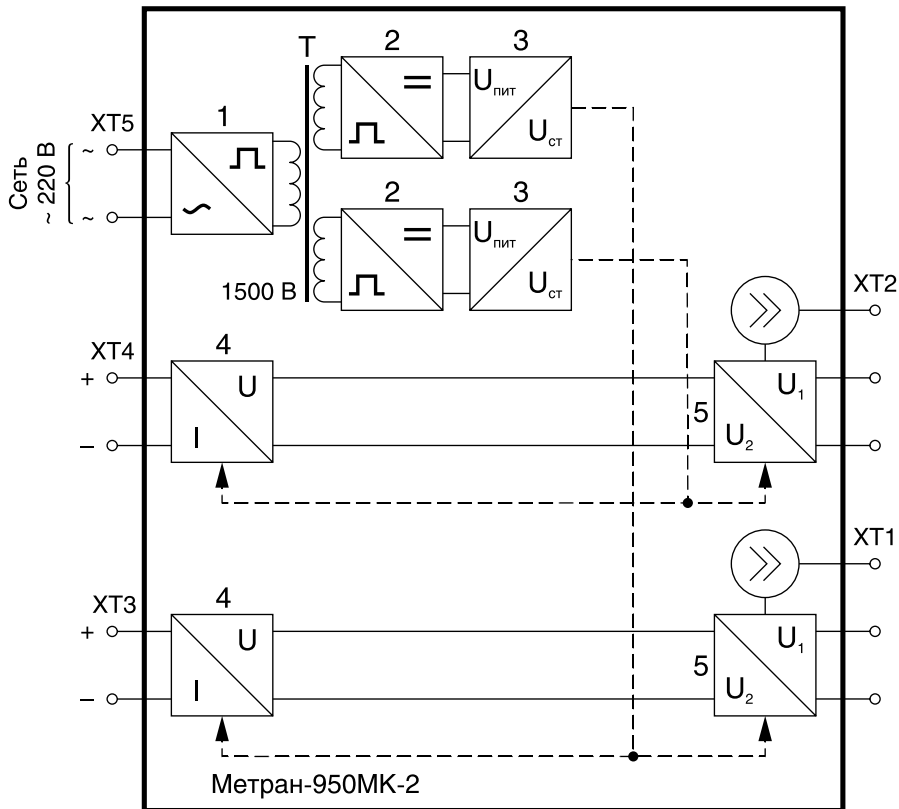 T
2
3
Uпит
Uст
1
XT5
~
~
Сеть
~ 220 В
2
3
Uпит
Uст
1500 В
XT2
XT4
4
+
–
U
I
5
U1
U2
XT1
XT3
4
+
–
U
I
5
U1
U2
Метран-950МК-2